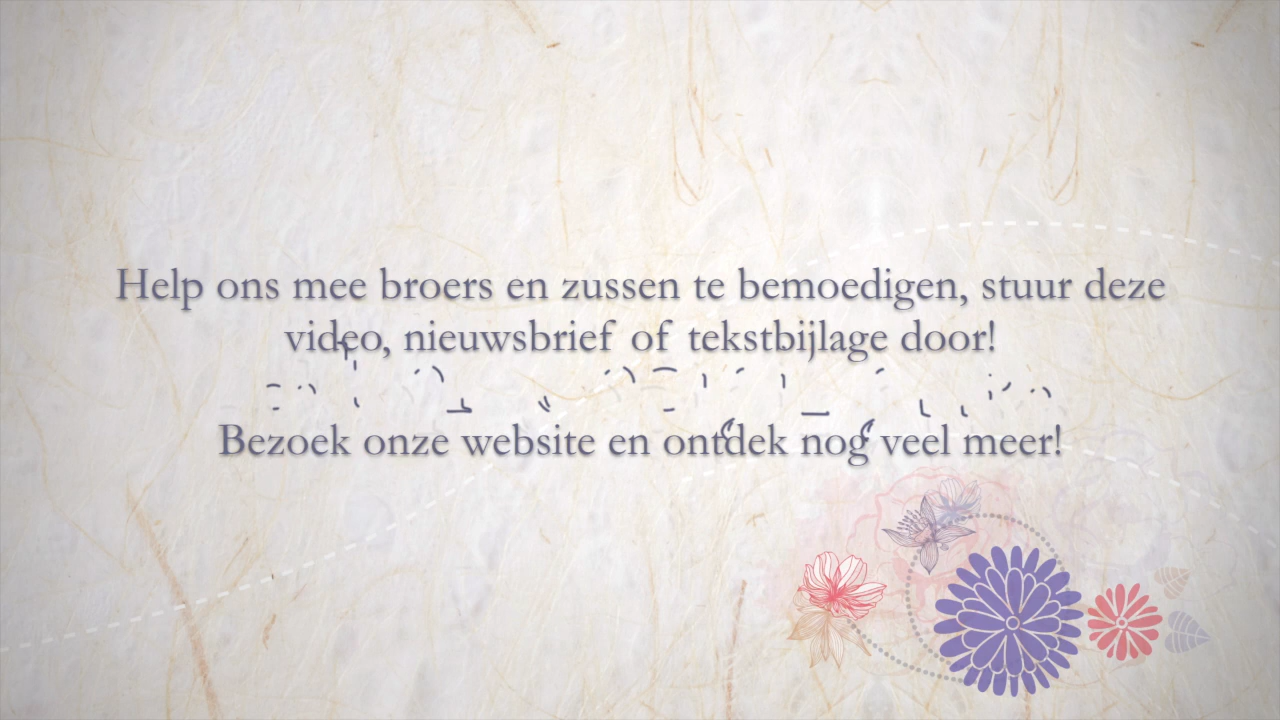 Help ons mee broers en zussen te bemoedigen, stuur deze
video, nieuwsbrief of tekstbijlage door!
Bezoek onze website en ontdek nog veel meer!